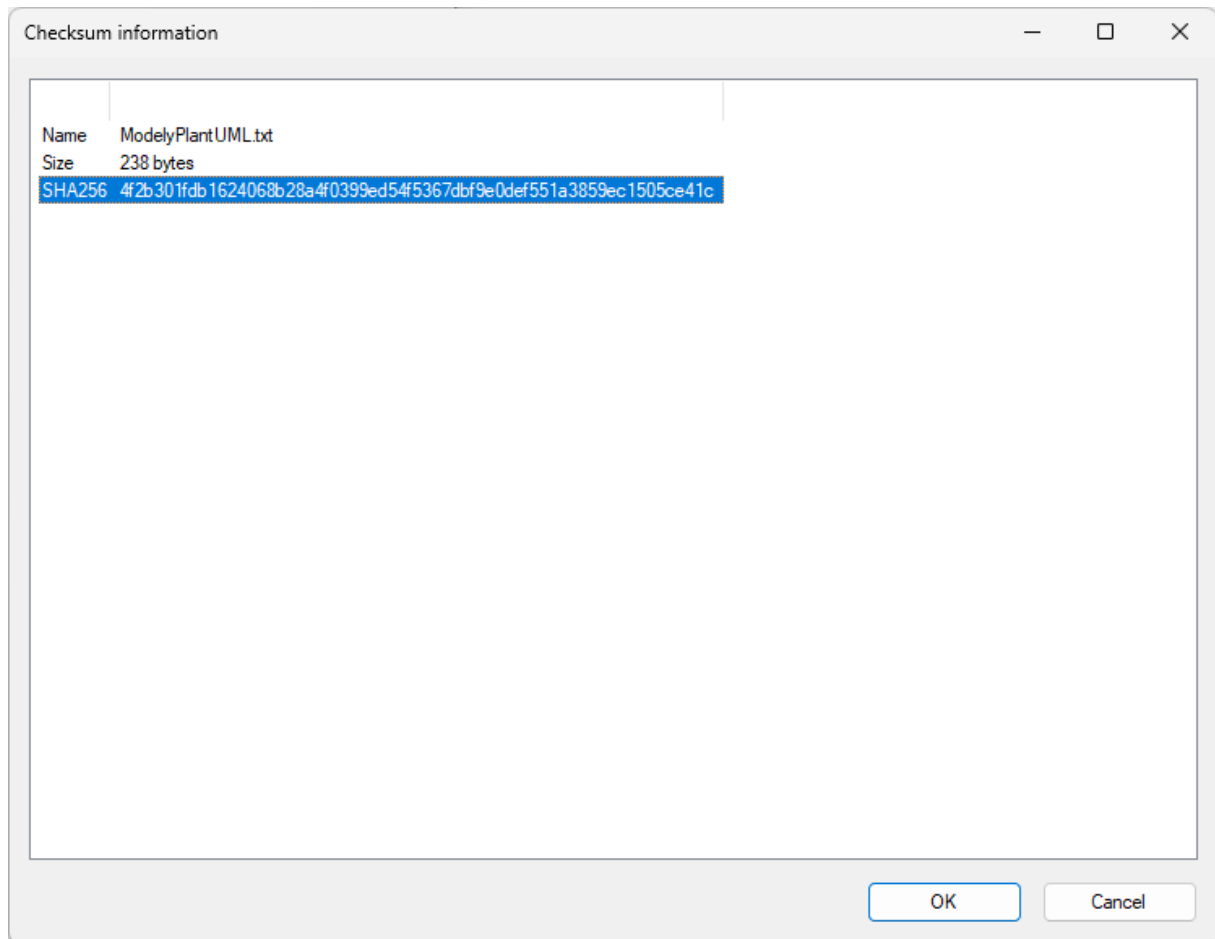 Checksum information
Name ModelyPlantUML.txt
Size 238 bytes
SHA256 4f2b301fdb1624068b28a4f0399ed54f5367dbf9e0def551a3859ec1505ce41c
OK Cancel